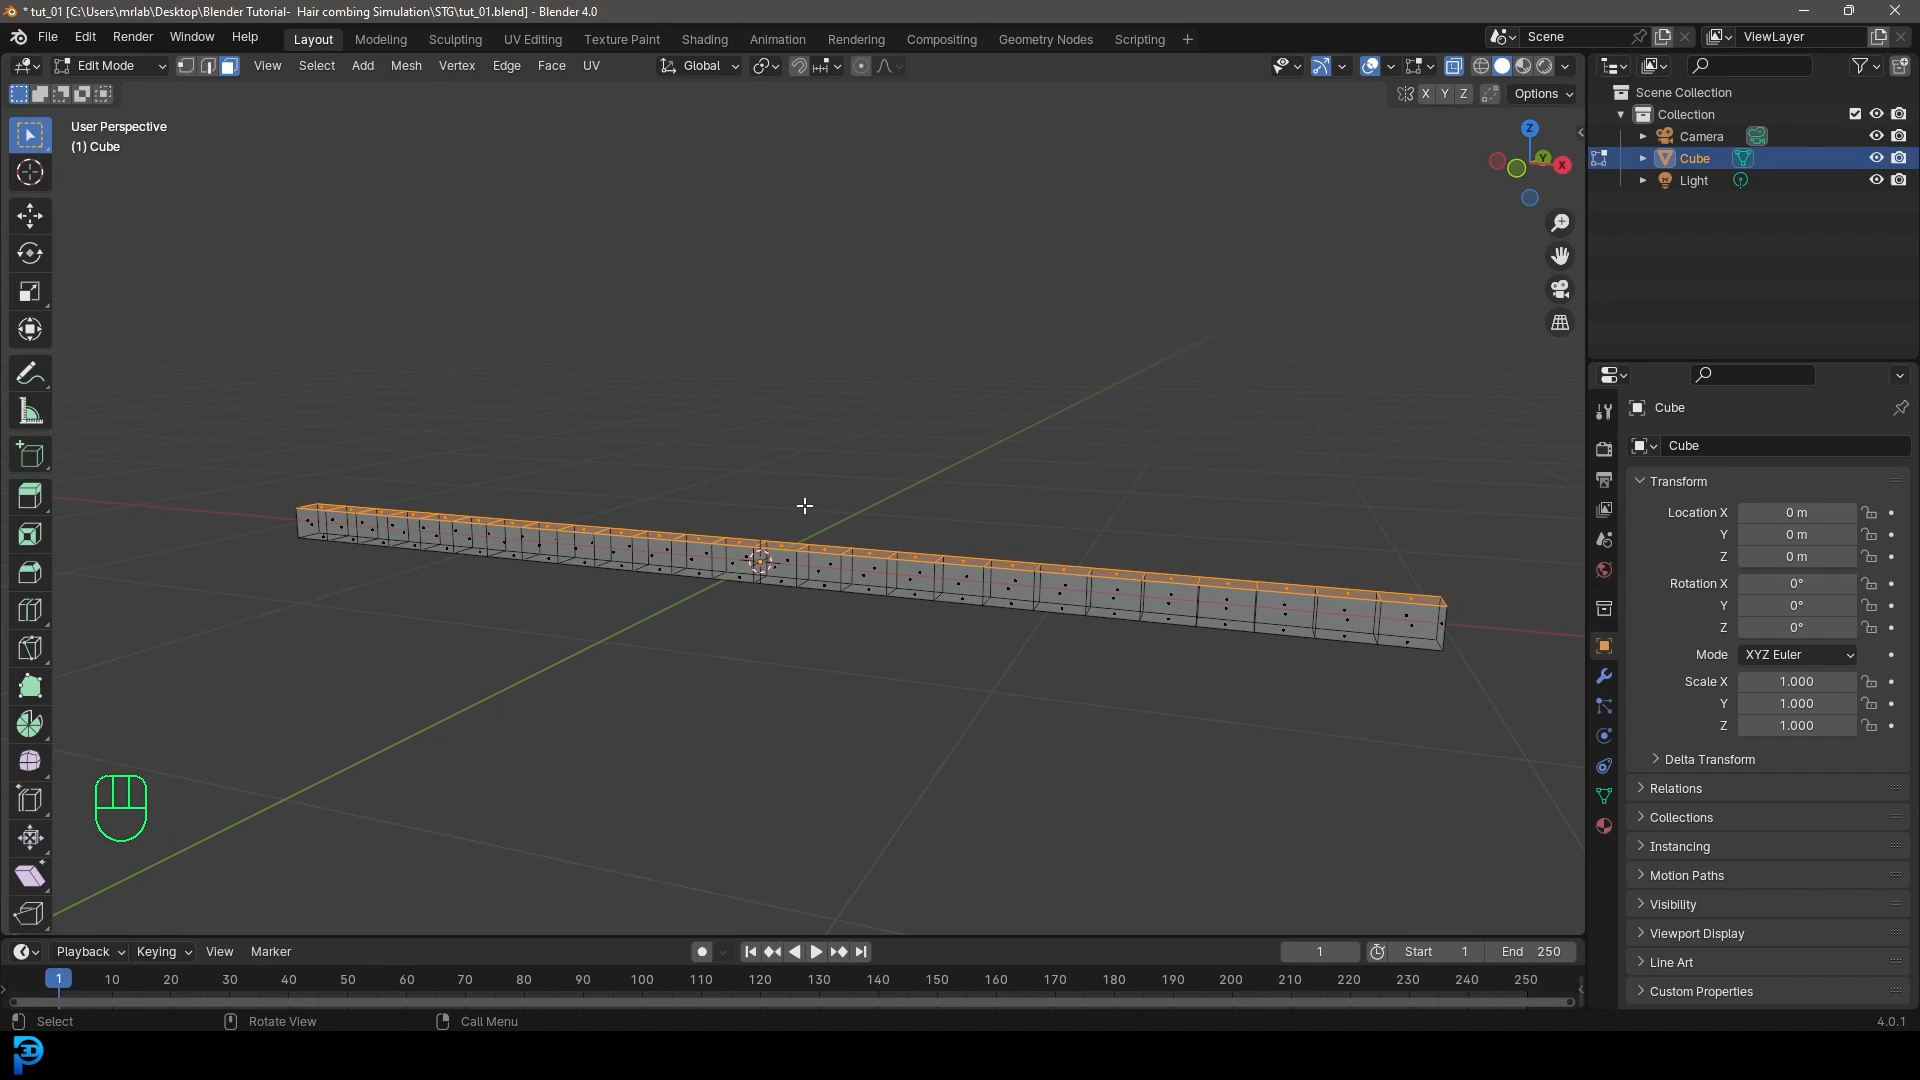 * tut_01 [C:\Users\mrlab\Desktop\Blender Tutorial- Hair combing Simulation\STG\tut_01.blend] - Blender 4.0
File Edit Render Window Help Layout Modeling Sculpting UV Editing Texture Paint Shading Animation Rendering Compositing Geometry Nodes Scripting + Scene ViewLayer
Edit Mode View Select Add Mesh Vertex Edge Face UV Global
X Y Z Options
User Perspective
(1) Cube
Z
Y
X
Scene Collection
Collection
Camera
Cube
Light
Cube
Cube
Transform
Location X 0 m
Y 0 m
Z 0 m
Rotation X 0°
Y 0°
Z 0°
Mode XYZ Euler
Scale X 1.000
Y 1.000
Z 1.000
Delta Transform
Relations
Collections
Instancing
Motion Paths
Visibility
Viewport Display
Line Art
Custom Properties
Playback Keying View Marker 1 Start 1 End 250
1 10 20 30 40 50 60 70 80 90 100 110 120 130 140 150 160 170 180 190 200 210 220 230 240 250
Select Rotate View Call Menu 4.0.1